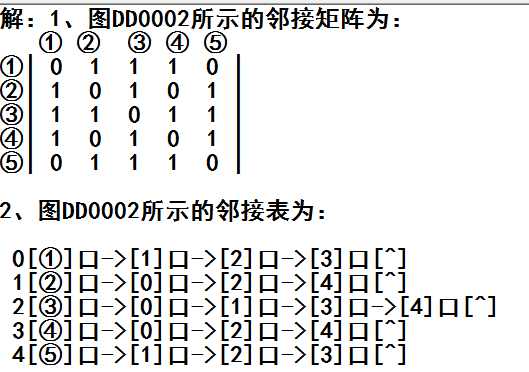 解：1、图DD0002所示的邻接矩阵为：
① ② ③ ④ ⑤
①| 0 1 1 1 0 |
②| 1 0 1 0 1 |
③| 1 1 0 1 1 |
④| 1 0 1 0 1 |
⑤| 0 1 1 1 0 |
2、图DD0002所示的邻接表为：
0[①]口->[1]口->[2]口->[3]口[^]
1[②]口->[0]口->[2]口->[4]口[^]
2[③]口->[0]口->[1]口->[3]口->[4]口[^]
3[④]口->[0]口->[2]口->[4]口[^]
4[⑤]口->[1]口->[2]口->[3]口[^]